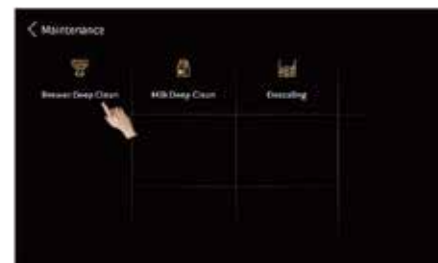 Maintenance
Brewer Deep Clean
Milk Deep Clean
Descaling